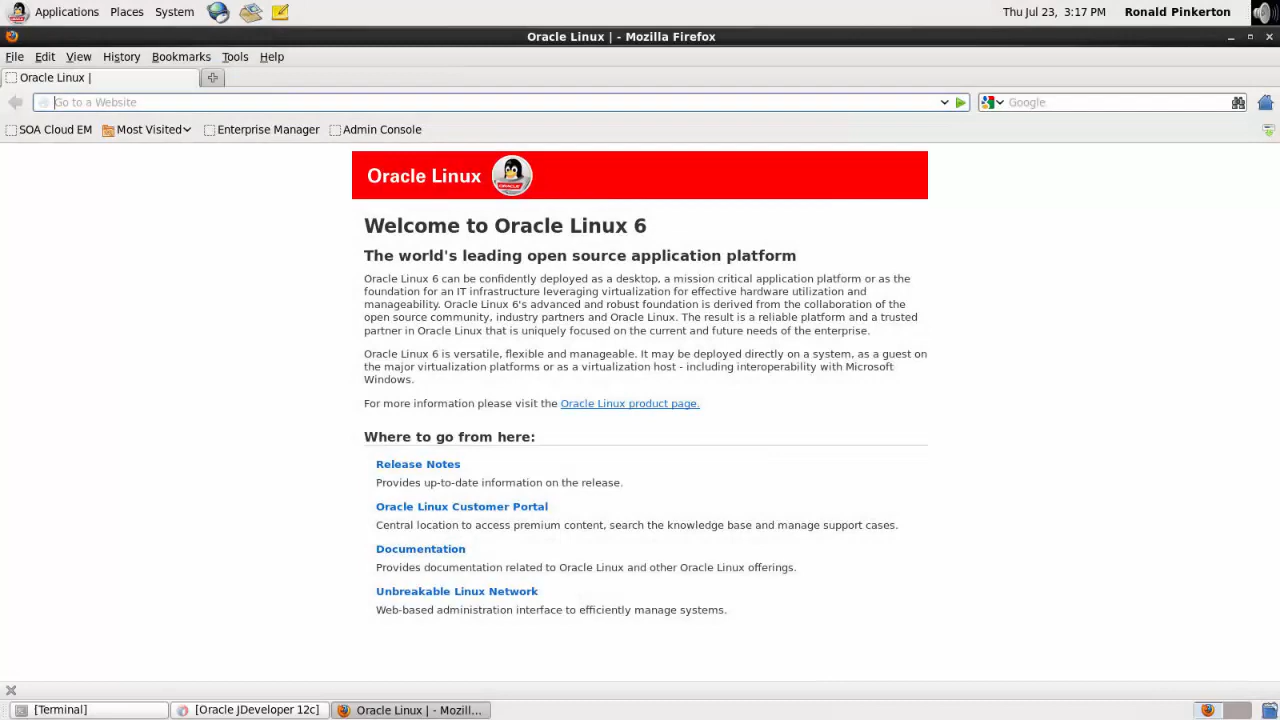 Applications Places System Thu Jul 23, 3:17 PM Ronald Pinkerton
Oracle Linux | - Mozilla Firefox
File Edit View History Bookmarks Tools Help
Oracle Linux |
Go to a Website Google
SOA Cloud EM Most Visited Enterprise Manager Admin Console
Oracle Linux
ORACLE
Welcome to Oracle Linux 6
The world's leading open source application platform
Oracle Linux 6 can be confidently deployed as a desktop, a mission critical application platform or as the
foundation for an IT infrastructure leveraging virtualization for effective hardware utilization and
manageability. Oracle Linux 6's advanced and robust foundation is derived from the collaboration of the
open source community, industry partners and Oracle Linux. The result is a reliable platform and a trusted
partner in Oracle Linux that is uniquely focused on the current and future needs of the enterprise.
Oracle Linux 6 is versatile, flexible and manageable. It may be deployed directly on a system, as a guest on
the major virtualization platforms or as a virtualization host - including interoperability with Microsoft
Windows.
For more information please visit the Oracle Linux product page.
Where to go from here:
Release Notes
Provides up-to-date information on the release.
Oracle Linux Customer Portal
Central location to access premium content, search the knowledge base and manage support cases.
Documentation
Provides documentation related to Oracle Linux and other Oracle Linux offerings.
Unbreakable Linux Network
Web-based administration interface to efficiently manage systems.
[Terminal] [Oracle JDeveloper 12c] Oracle Linux | - Mozill...